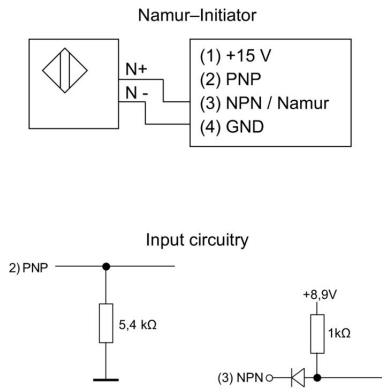 Namur–Initiator
N+
N -
(1) +15 V
(2) PNP
(3) NPN / Namur
(4) GND
Input circuitry
2) PNP
5,4 kΩ
+8,9V
1kΩ
(3) NPN